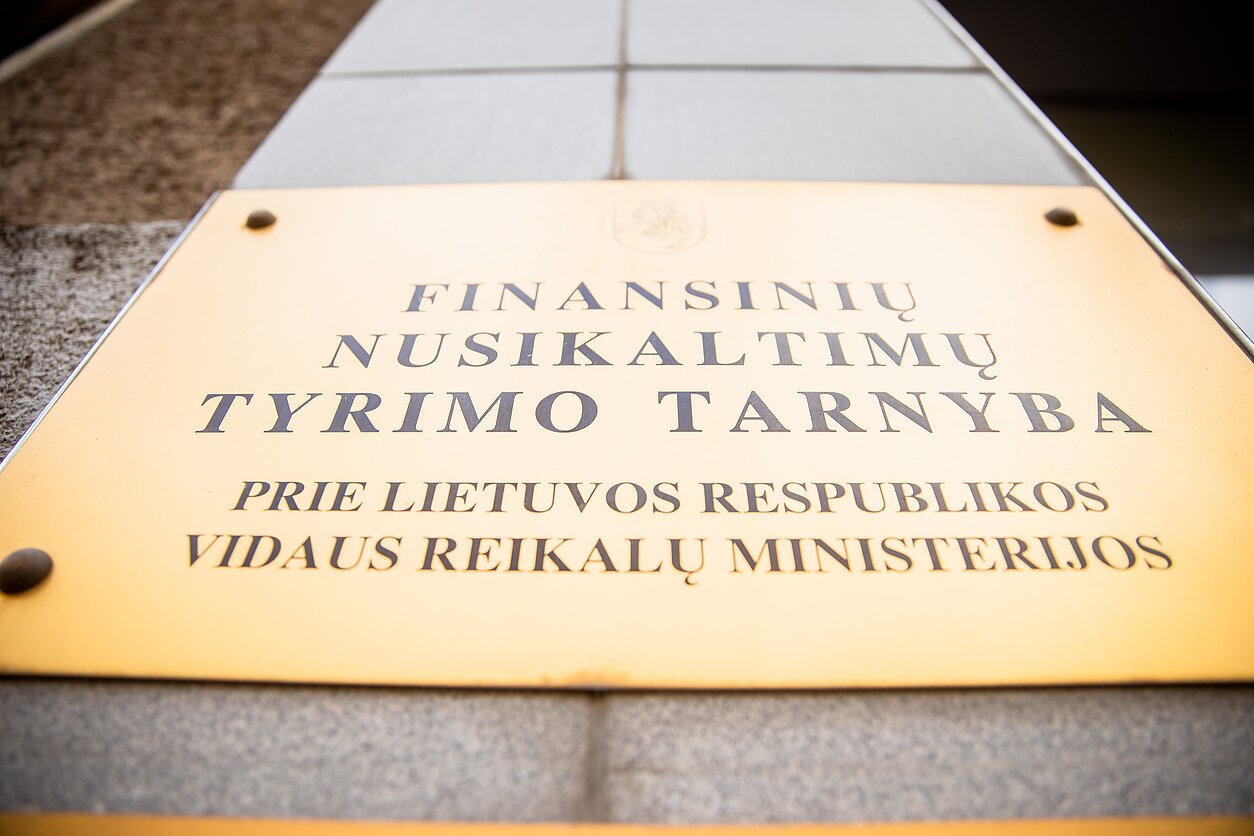 FINANSINIŲ
NUSIKALTIMŲ
TYRIMO TARNYBA
PRIE LIETUVOS RESPUBLIKOS
VIDAUS REIKALŲ MINISTERIJOS